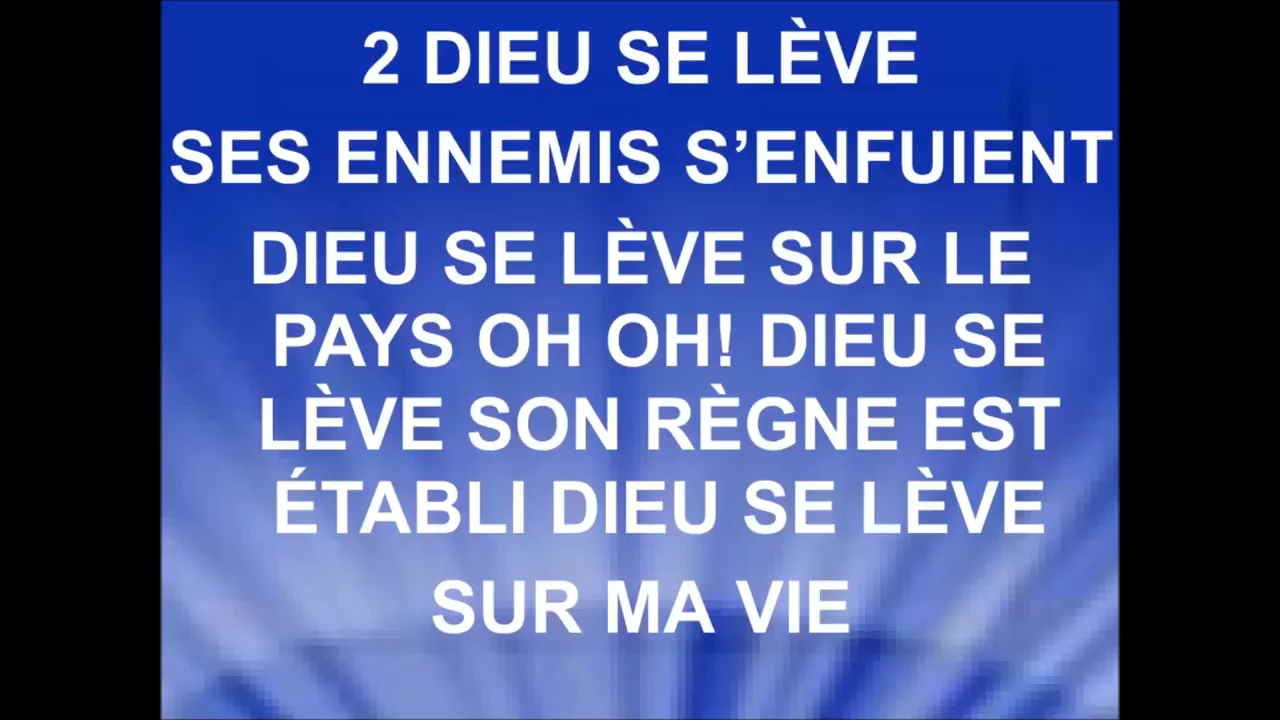 2 DIEU SE LÈVE
SES ENNEMIS S’ENFUIENT
DIEU SE LÈVE SUR LE
PAYS OH OH! DIEU SE
LÈVE SON RÈGNE EST
ÉTABLI DIEU SE LÈVE
SUR MA VIE